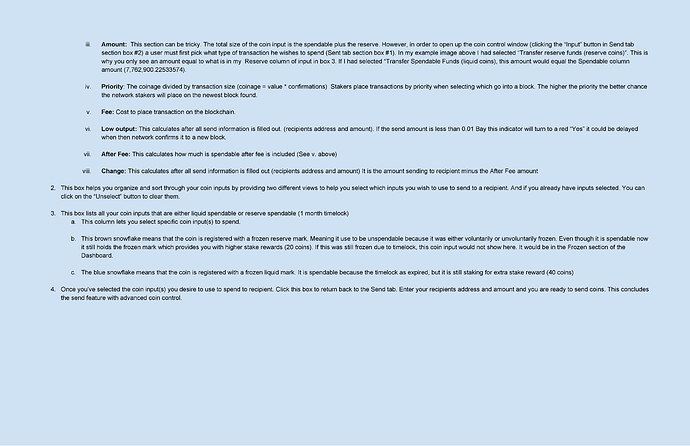 iii. Amount: This section can be tricky. The total size of the coin input is the spendable plus the reserve. However, in order to open up the coin control window (clicking the "Input" button in Send tab
section box #2) a user must first pick what type of transaction he wishes to send (Sent tab section box #1). In my example image above I had selected "Transfer reserve funds (reserve coins)". This is
why you only see an amount equal to what is in my Reserve column of input in box 3. If I had selected "Transfer Spendable Funds (liquid coins), this amount would equal the Spendable column
amount (7,762,900.22533574).
iv. Priority: The coinage divided by transaction size (coinage = value * confirmations) Stakers place transactions by priority when selecting which go into a block. The higher the priority the better chance
the network stakers will place on the newest block found.
v. Fee: Cost to place transaction on the blockchain.
vi. Low output: This calculates after all send information is filled out. (recipients address and amount). If the send amount is less than 0.01 Bay this indicator will turn to a red "Yes" it could be delayed
when then network confirms it to a new block.
vii. After Fee: This calculates how much is spendable after fee is included (See v. above)
viii. Change: This calculates after all send information is filled out (recipients address and amount) It is the amount sending to recipient minus the After Fee amount
2. This box helps you organize and sort through your coin inputs by providing two different views to help you select which inputs you wish to use to send to a recipient. And if you already have inputs selected. You can
click on the "Unselect" button to clear them.
3. This box lists all your coin inputs that are either liquid spendable or reserve spendable (1 month timelock)
a. This column lets you select specific coin input(s) to spend.
b. This brown snowflake means that the coin is registered with a frozen reserve mark. Meaning it use to be unspendable because it was either voluntarily or unvoluntarily frozen. Even though it is spendable now
it still holds the frozen mark which provides you with higher stake rewards (20 coins). If this was still frozen due to timelock, this coin input would not show here. It would be in the Frozen section of the
Dashboard.
c. The blue snowflake means that the coin is registered with a frozen liquid mark. It is spendable because the timelock as expired, but it is still staking for extra stake reward (40 coins)
4. Once you've selected the coin input(s) you desire to use to spend to recipient. Click this box to return back to the Send tab. Enter your recipients address and amount and you are ready to send coins. This concludes
the send feature with advanced coin control.